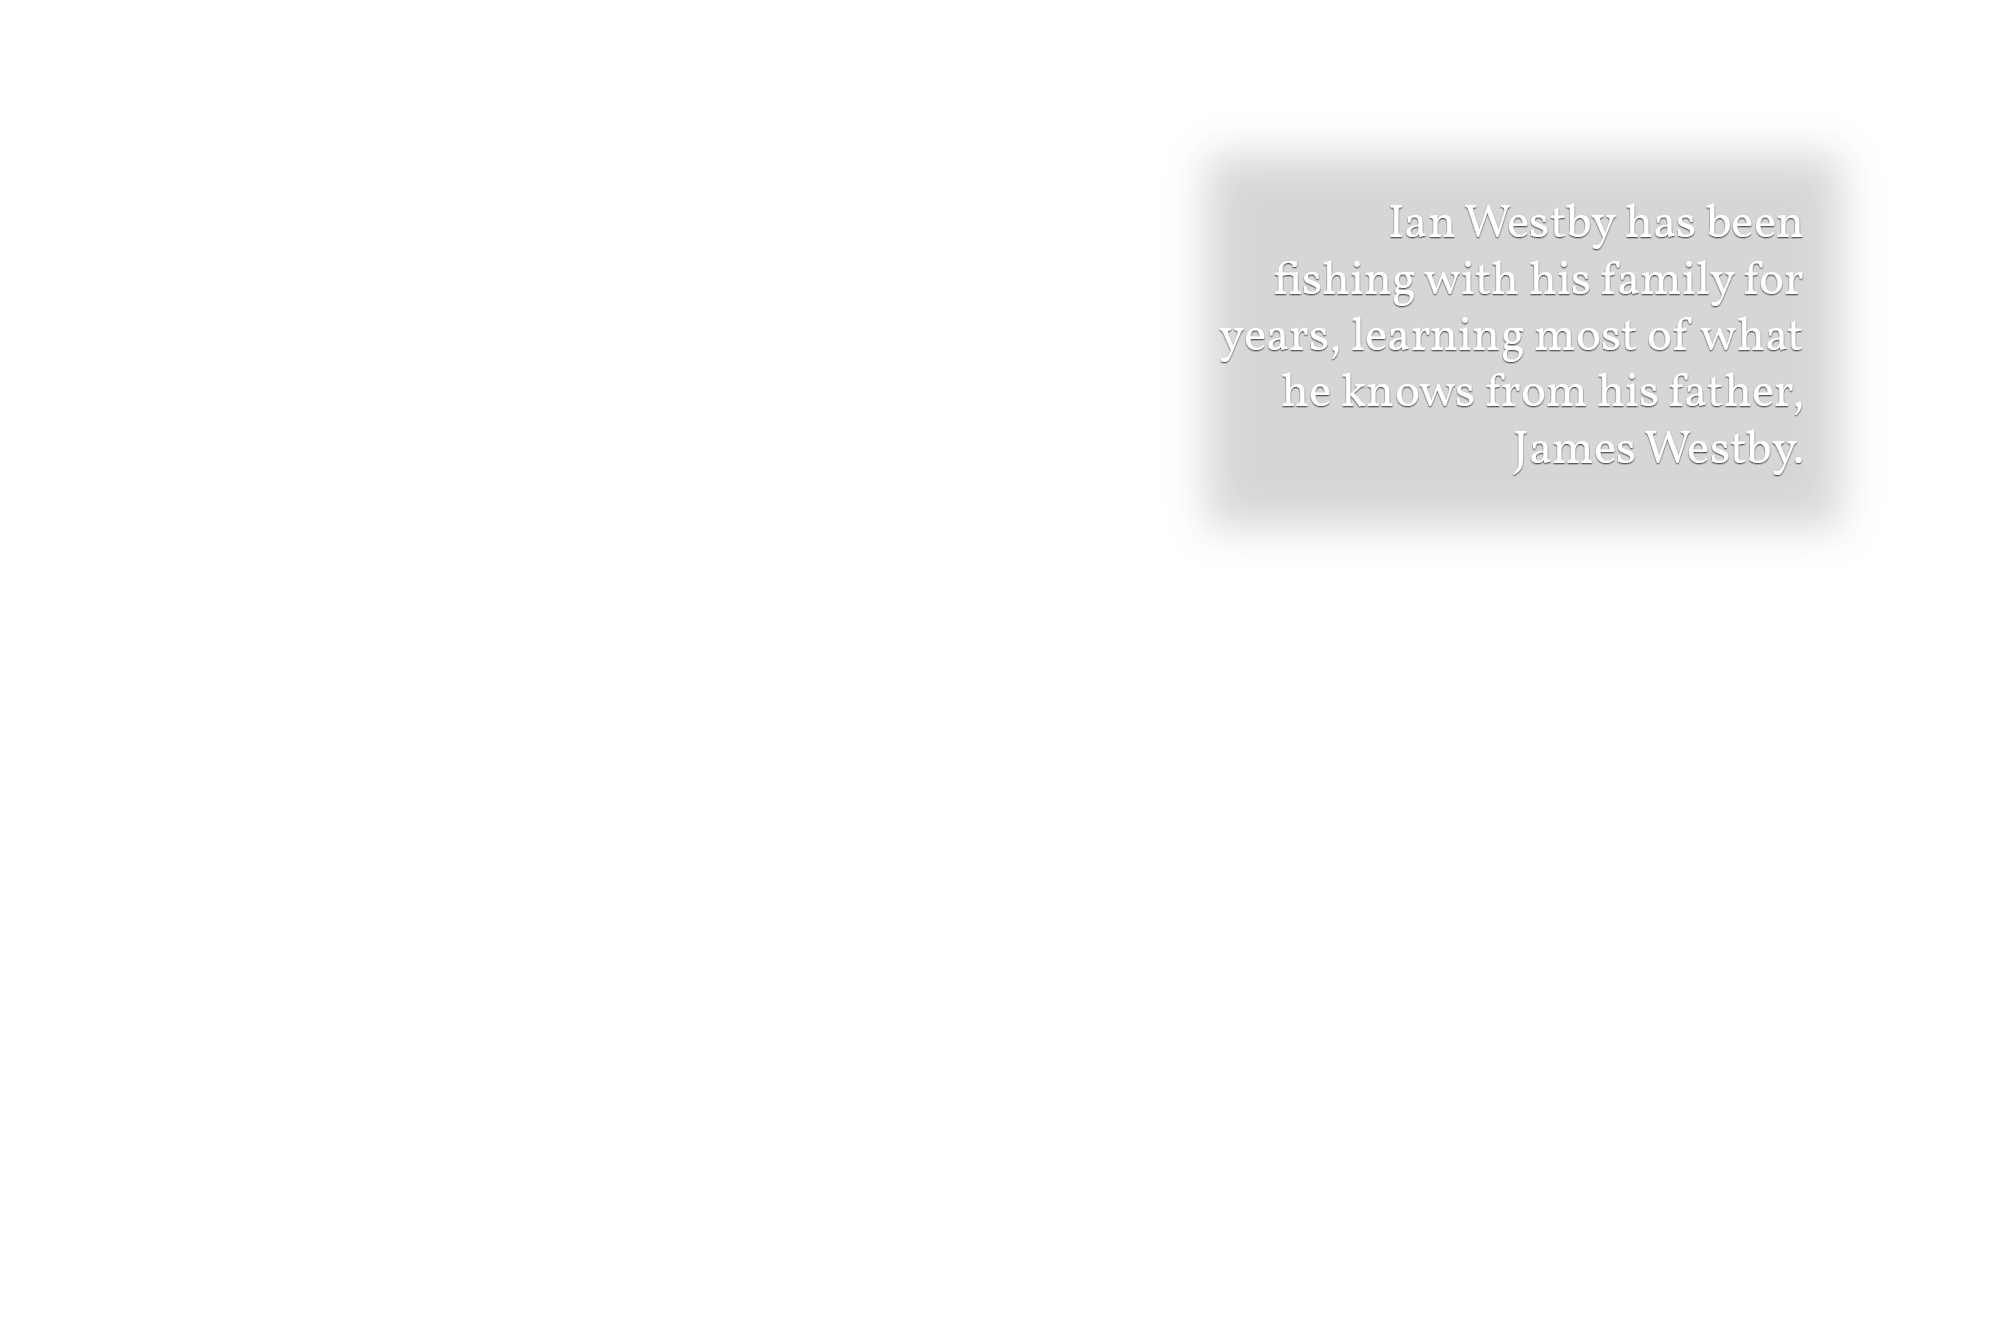 Ian Westby has been
fishing with his family for
years, learning most of what
he knows from his father,
James Westby.